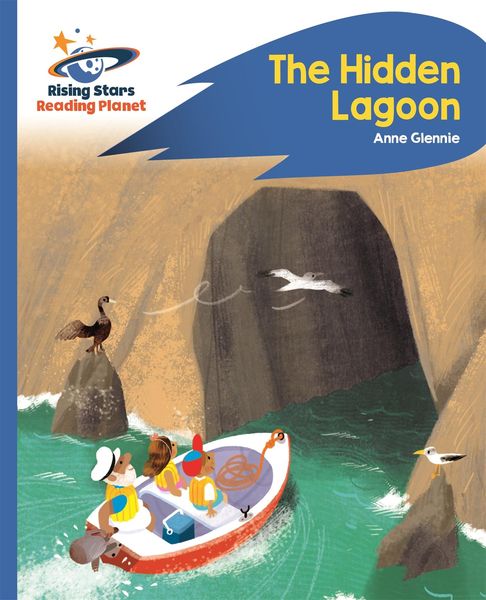 Rising Stars
Reading Planet
The Hidden
Lagoon
Anne Glennie